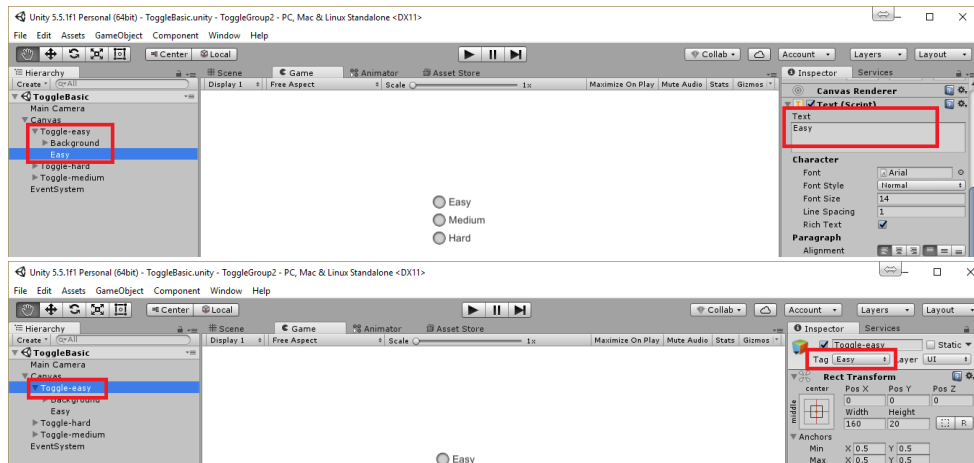 Unity 5.5.1f1 Personal (64bit) - ToggleBasic.unity - ToggleGroup2 - PC, Mac & Linux Standalone <DX11>
File Edit Assets GameObject Component Window Help
Center Local Collab Account Layers Layout
Hierarchy Scene Game Animator Asset Store Inspector Services
Create All Display 1 Free Aspect Scale 1x Maximize On Play Mute Audio Stats Gizmos
ToggleBasic
Main Camera
Canvas
Toggle-easy
Background
Easy
Toggle-hard
Toggle-medium
EventSystem
Easy
Medium
Hard
Canvas Renderer
Text (Script)
Text
Easy
Character
Font Arial
Font Style Normal
Font Size 14
Line Spacing 1
Rich Text
Paragraph
Alignment
Unity 5.5.1f1 Personal (64bit) - ToggleBasic.unity - ToggleGroup2 - PC, Mac & Linux Standalone <DX11>
File Edit Assets GameObject Component Window Help
Center Local Collab Account Layers Layout
Hierarchy Scene Game Animator Asset Store Inspector Services
Create All Display 1 Free Aspect Scale 1x Maximize On Play Mute Audio Stats Gizmos
ToggleBasic
Main Camera
Canvas
Toggle-easy
Background
Easy
Toggle-hard
Toggle-medium
EventSystem
Easy
Toggle-easy Static
Tag Easy Layer UI
Rect Transform
center Pos X Pos Y Pos Z
middle 0 0 0
Width Height
160 20 R
Anchors
Min X 0.5 Y 0.5
Max X 0.5 Y 0.5